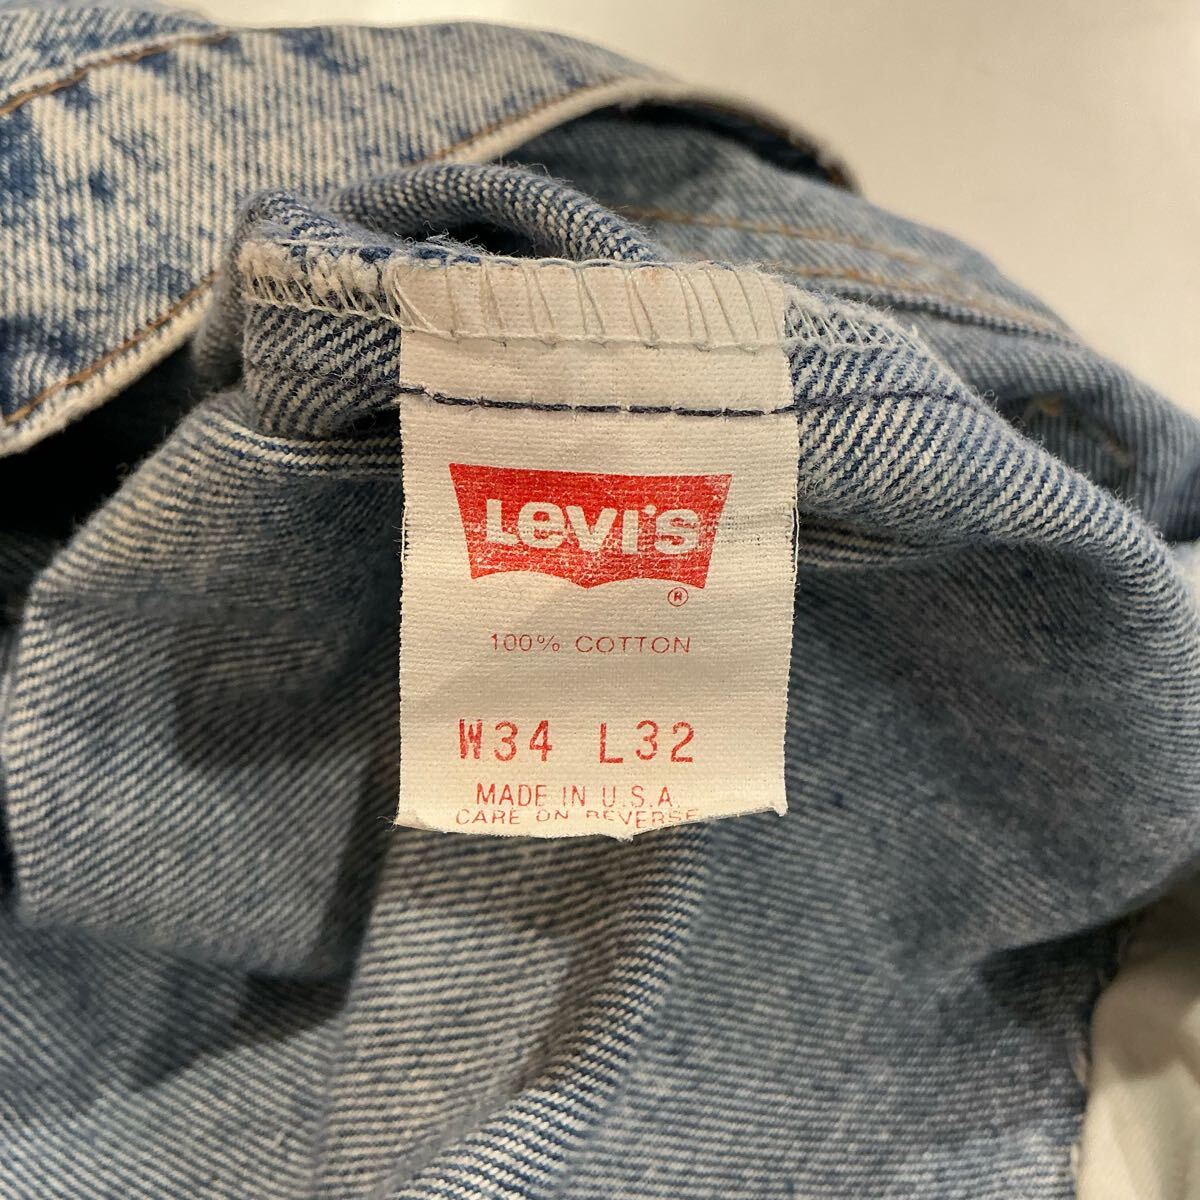 Levi's
®
100% COTTON
W34 L32
MADE IN U.S.A.
CARE ON REVERSE